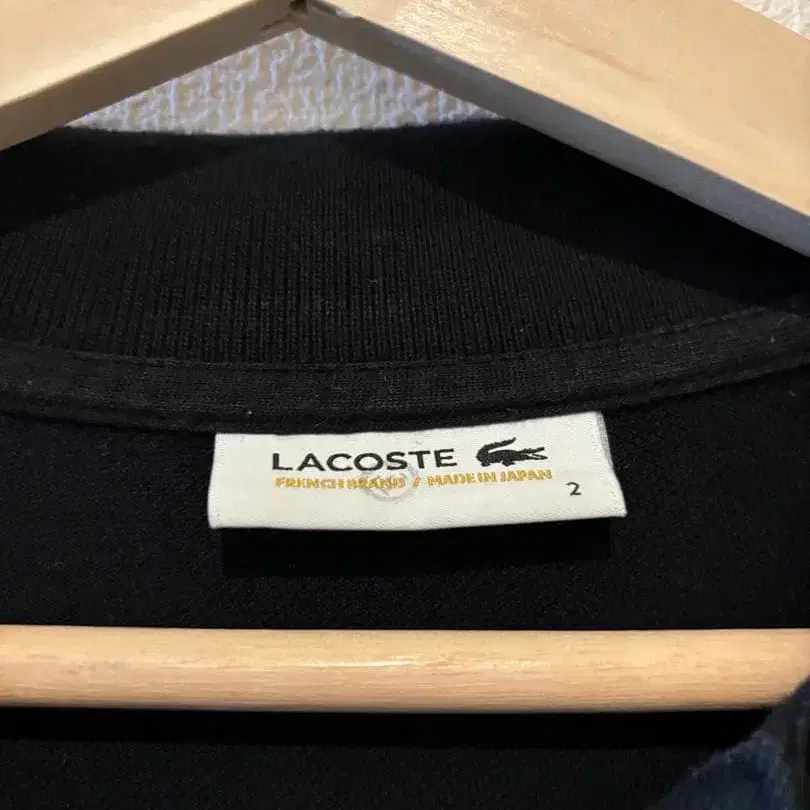 LACOSTE
FRENCH BRAND / MADE IN JAPAN
2